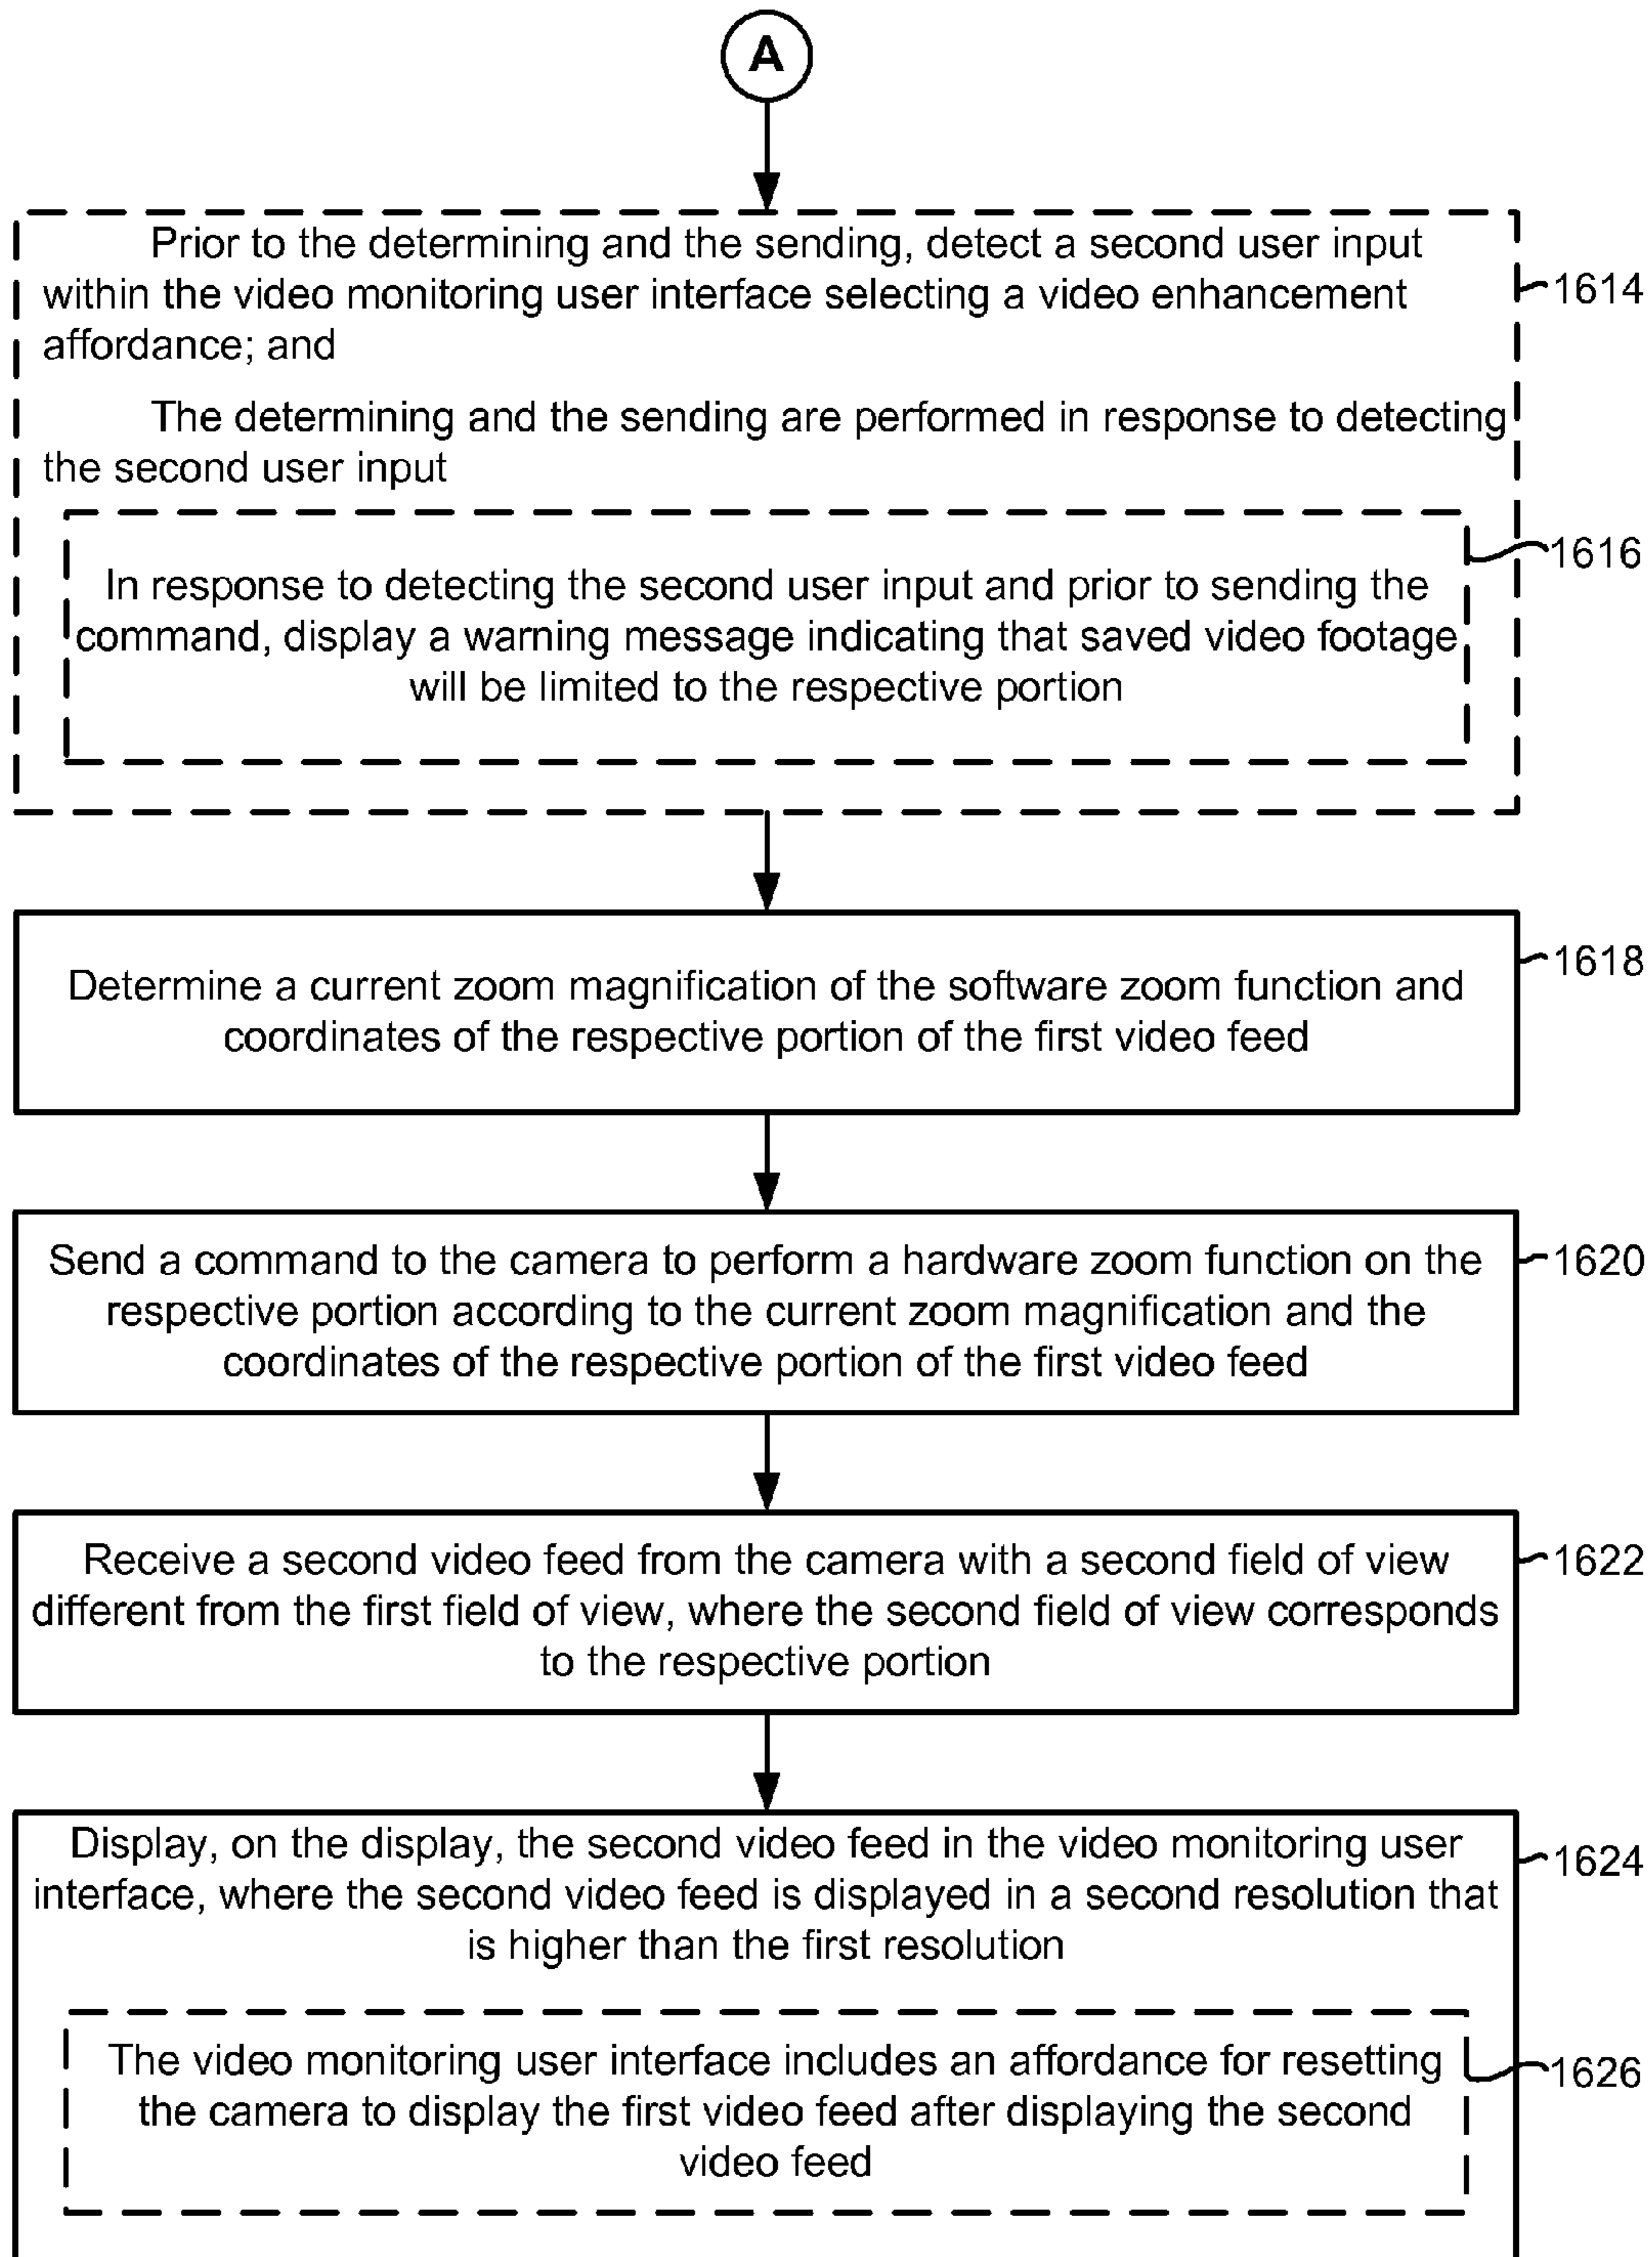 A
Prior to the determining and the sending, detect a second user input
within the video monitoring user interface selecting a video enhancement
affordance; and
1614
The determining and the sending are performed in response to detecting
the second user input
1616
In response to detecting the second user input and prior to sending the
command, display a warning message indicating that saved video footage
will be limited to the respective portion
1618
Determine a current zoom magnification of the software zoom function and
coordinates of the respective portion of the first video feed
1620
Send a command to the camera to perform a hardware zoom function on the
respective portion according to the current zoom magnification and the
coordinates of the respective portion of the first video feed
1622
Receive a second video feed from the camera with a second field of view
different from the first field of view, where the second field of view corresponds
to the respective portion
1624
Display, on the display, the second video feed in the video monitoring user
interface, where the second video feed is displayed in a second resolution that
is higher than the first resolution
1626
The video monitoring user interface includes an affordance for resetting
the camera to display the first video feed after displaying the second
video feed